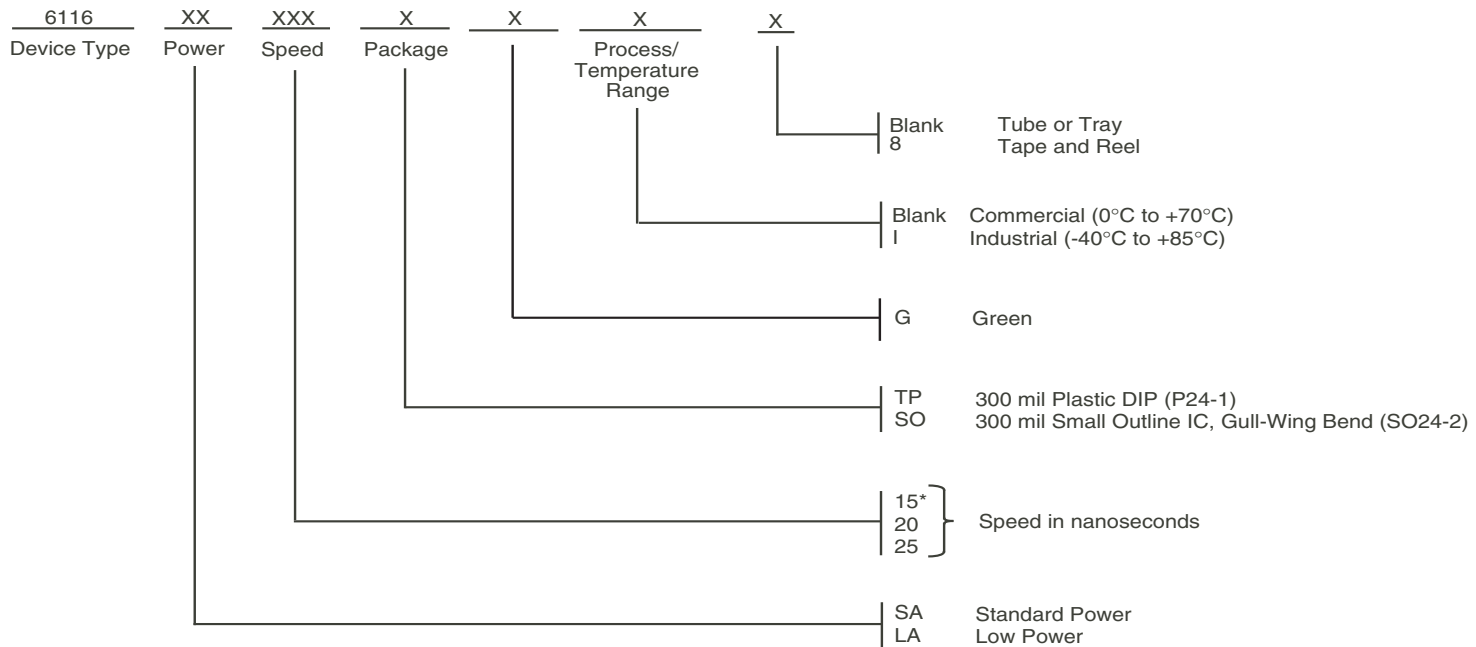 6116 XX XXX X X X X
Device Type Power Speed Package Process/
Temperature
Range
Blank Tube or Tray
8 Tape and Reel
Blank Commercial (0°C to +70°C)
I Industrial (-40°C to +85°C)
G Green
TP 300 mil Plastic DIP (P24-1)
SO 300 mil Small Outline IC, Gull-Wing Bend (SO24-2)
15*
20 Speed in nanoseconds
25
SA Standard Power
LA Low Power